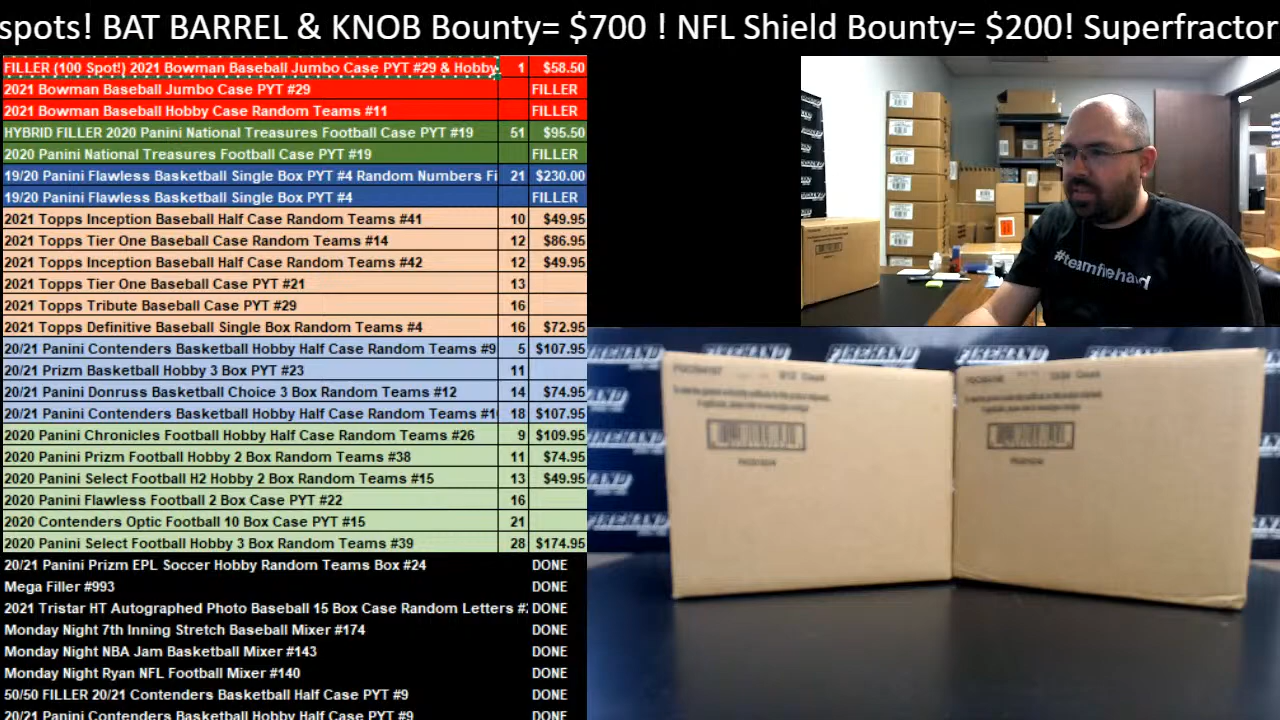 spots! BAT BARREL & KNOB Bounty= $700 ! NFL Shield Bounty= $200! Superfractor
FILLER (100 Spot!) 2021 Bowman Baseball Jumbo Case PYT #29 & Hobby 1 $58.50
2021 Bowman Baseball Jumbo Case PYT #29 FILLER
2021 Bowman Baseball Hobby Case Random Teams #11 FILLER
HYBRID FILLER 2020 Panini National Treasures Football Case PYT #19 51 $95.50
2020 Panini National Treasures Football Case PYT #19 FILLER
19/20 Panini Flawless Basketball Single Box PYT #4 Random Numbers Fi 21 $230.00
19/20 Panini Flawless Basketball Single Box PYT #4 FILLER
2021 Topps Inception Baseball Half Case Random Teams #41 10 $49.95
2021 Topps Tier One Baseball Case Random Teams #14 12 $86.95
2021 Topps Inception Baseball Half Case Random Teams #42 12 $49.95
2021 Topps Tier One Baseball Case PYT #21 13
2021 Topps Tribute Baseball Case PYT #29 16
2021 Topps Definitive Baseball Single Box Random Teams #4 16 $72.95
20/21 Panini Contenders Basketball Hobby Half Case Random Teams #9 5 $107.95
20/21 Prizm Basketball Hobby 3 Box PYT #23 11
20/21 Panini Donruss Basketball Choice 3 Box Random Teams #12 14 $74.95
20/21 Panini Contenders Basketball Hobby Half Case Random Teams #1 18 $107.95
2020 Panini Chronicles Football Hobby Half Case Random Teams #26 9 $109.95
2020 Panini Prizm Football Hobby 2 Box Random Teams #38 11 $74.95
2020 Panini Select Football H2 Hobby 2 Box Random Teams #15 13 $49.95
2020 Panini Flawless Football 2 Box Case PYT #22 16
2020 Contenders Optic Football 10 Box Case PYT #15 21
2020 Panini Select Football Hobby 3 Box Random Teams #39 28 $174.95
20/21 Panini Prizm EPL Soccer Hobby Random Teams Box #24 DONE
Mega Filler #993 DONE
2021 Tristar HT Autographed Photo Baseball 15 Box Case Random Letters # DONE
Monday Night 7th Inning Stretch Baseball Mixer #174 DONE
Monday Night NBA Jam Basketball Mixer #143 DONE
Monday Night Ryan NFL Football Mixer #140 DONE
50/50 FILLER 20/21 Contenders Basketball Half Case PYT #9 DONE
20/21 Panini Contenders Basketball Hobby Half Case PYT #9 DONE
#teamfirehand
FIREHAND FIREHAND FIREHAND FIREHAND
FIREHAND
FIREHAND